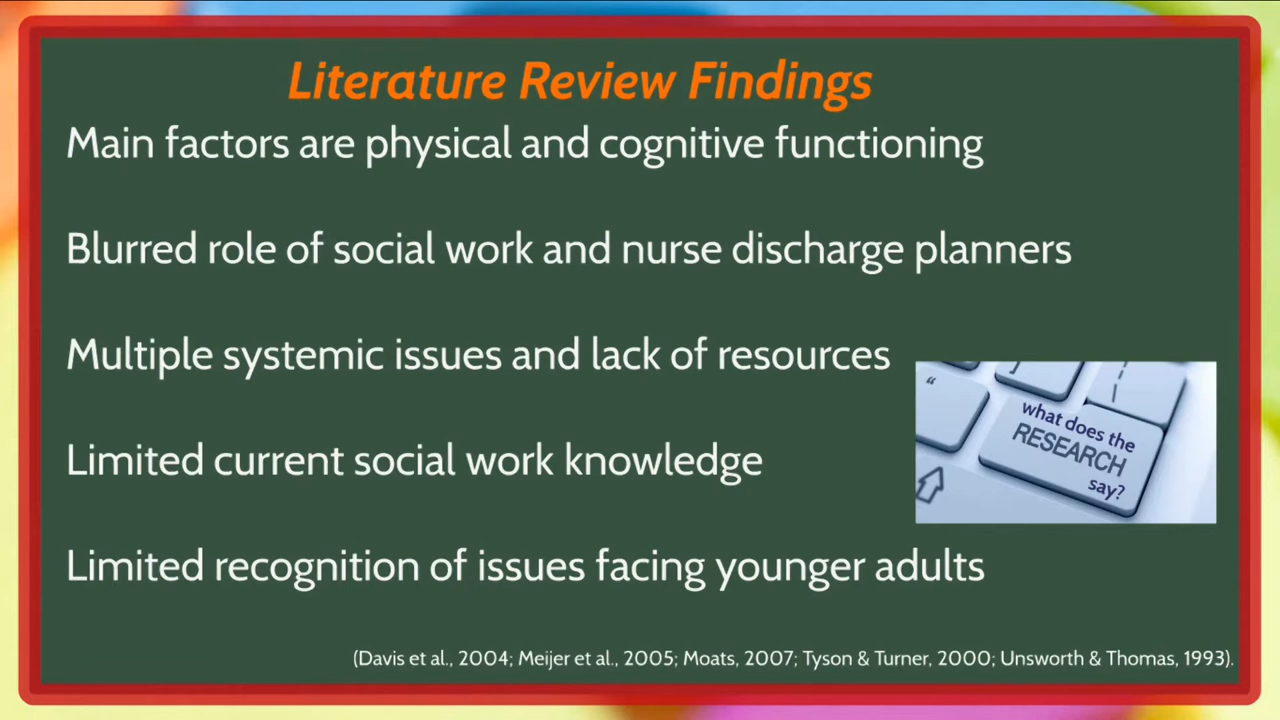 Literature Review Findings
Main factors are physical and cognitive functioning
Blurred role of social work and nurse discharge planners
Multiple systemic issues and lack of resources
“
what does the
RESEARCH
say?
Limited current social work knowledge
Limited recognition of issues facing younger adults
(Davis et al., 2004; Meijer et al., 2005; Moats, 2007; Tyson & Turner, 2000; Unsworth & Thomas, 1993).